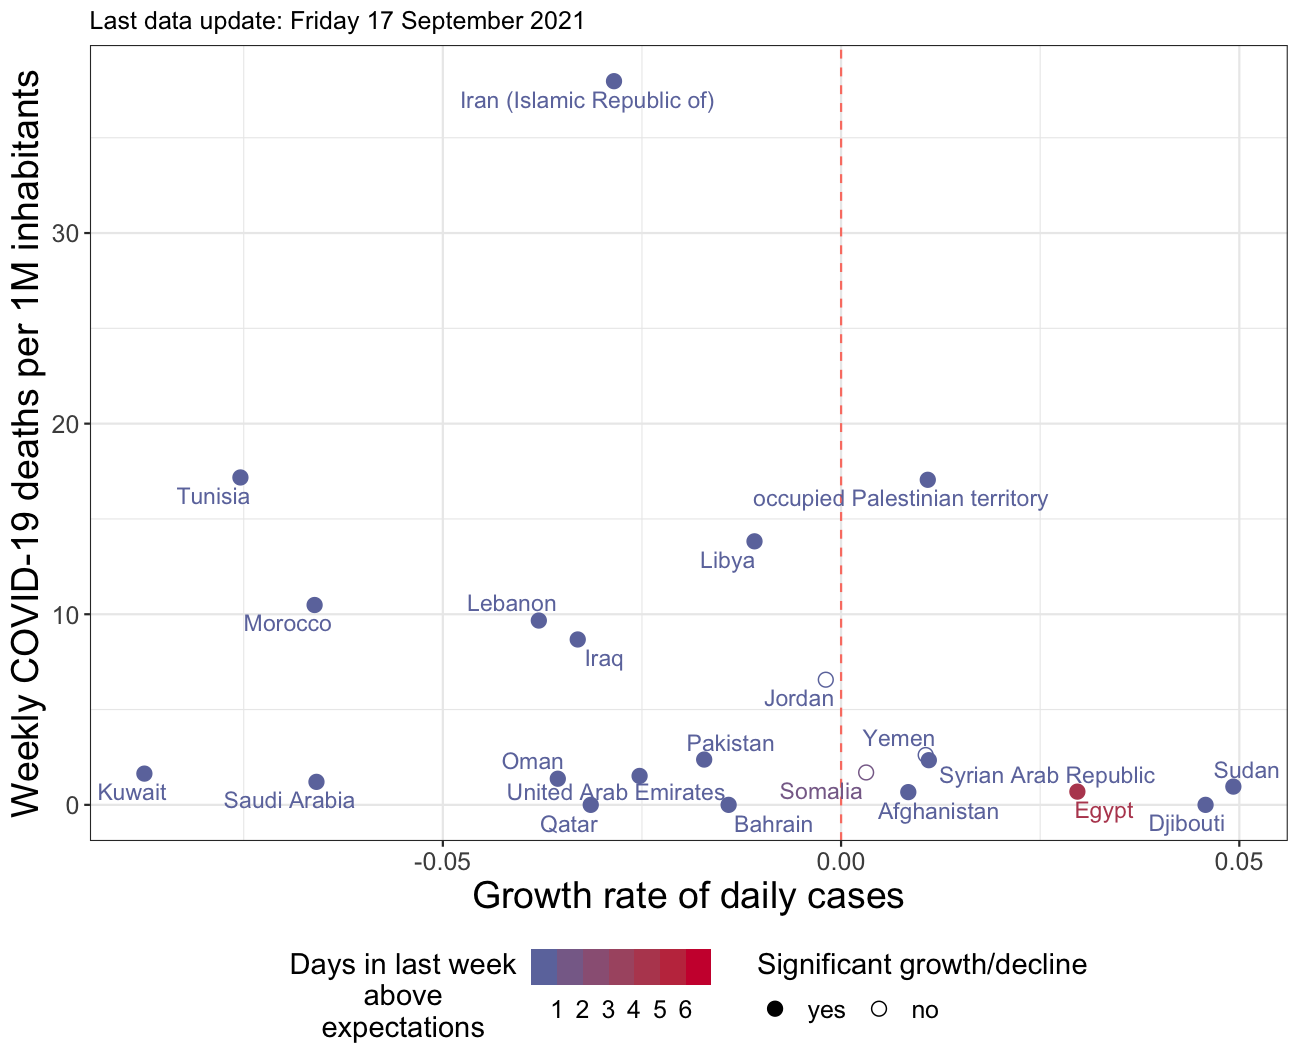 Last data update: Friday 17 September 2021
Weekly COVID-19 deaths per 1M inhabitants
30
20
10
0
Iran (Islamic Republic of)
Tunisia
occupied Palestinian territory
Libya
Lebanon
Morocco
Iraq
Jordan
Yemen
Pakistan
Oman
Sudan
Syrian Arab Republic
Kuwait
United Arab Emirates
Somalia
Saudi Arabia
Afghanistan
Egypt
Qatar
Bahrain
Djibouti
-0.05
0.00
0.05
Growth rate of daily cases
Days in last week
above
expectations
1 2 3 4 5 6
Significant growth/decline
yes
no